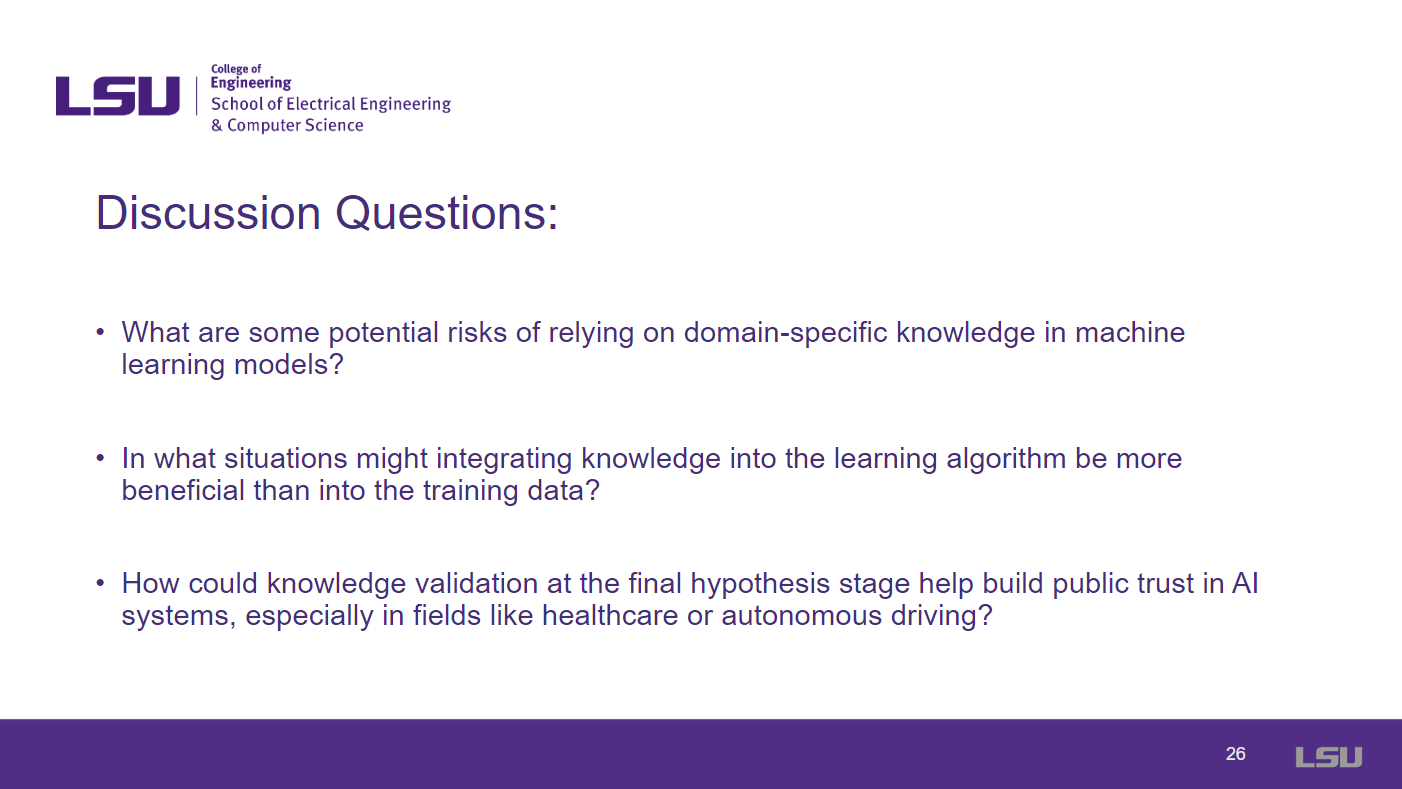 LSU
College of
Engineering
School of Electrical Engineering
& Computer Science
Discussion Questions:
• What are some potential risks of relying on domain-specific knowledge in machine
learning models?
• In what situations might integrating knowledge into the learning algorithm be more
beneficial than into the training data?
• How could knowledge validation at the final hypothesis stage help build public trust in AI
systems, especially in fields like healthcare or autonomous driving?
26
LSU